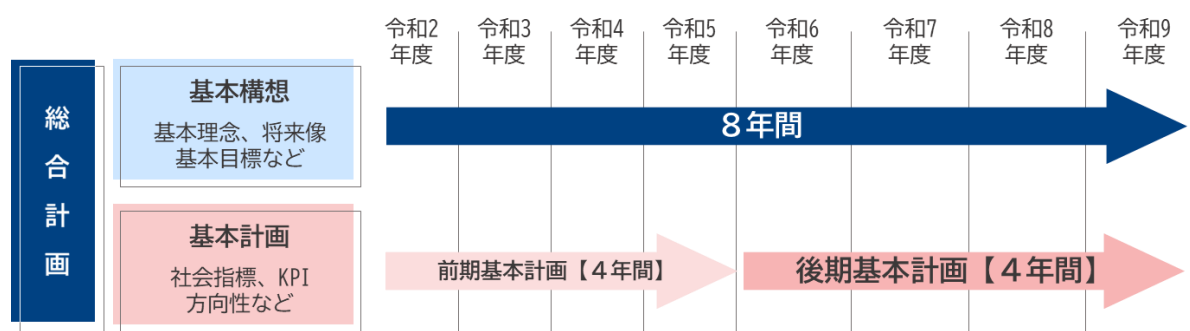 令和2
年度
令和3
年度
令和4
年度
令和5
年度
令和6
年度
令和7
年度
令和8
年度
令和9
年度
総合計画
基本構想
基本理念、将来像
基本目標など
8年間
基本計画
社会指標、KPI
方向性など
前期基本計画【4年間】
後期基本計画【4年間】